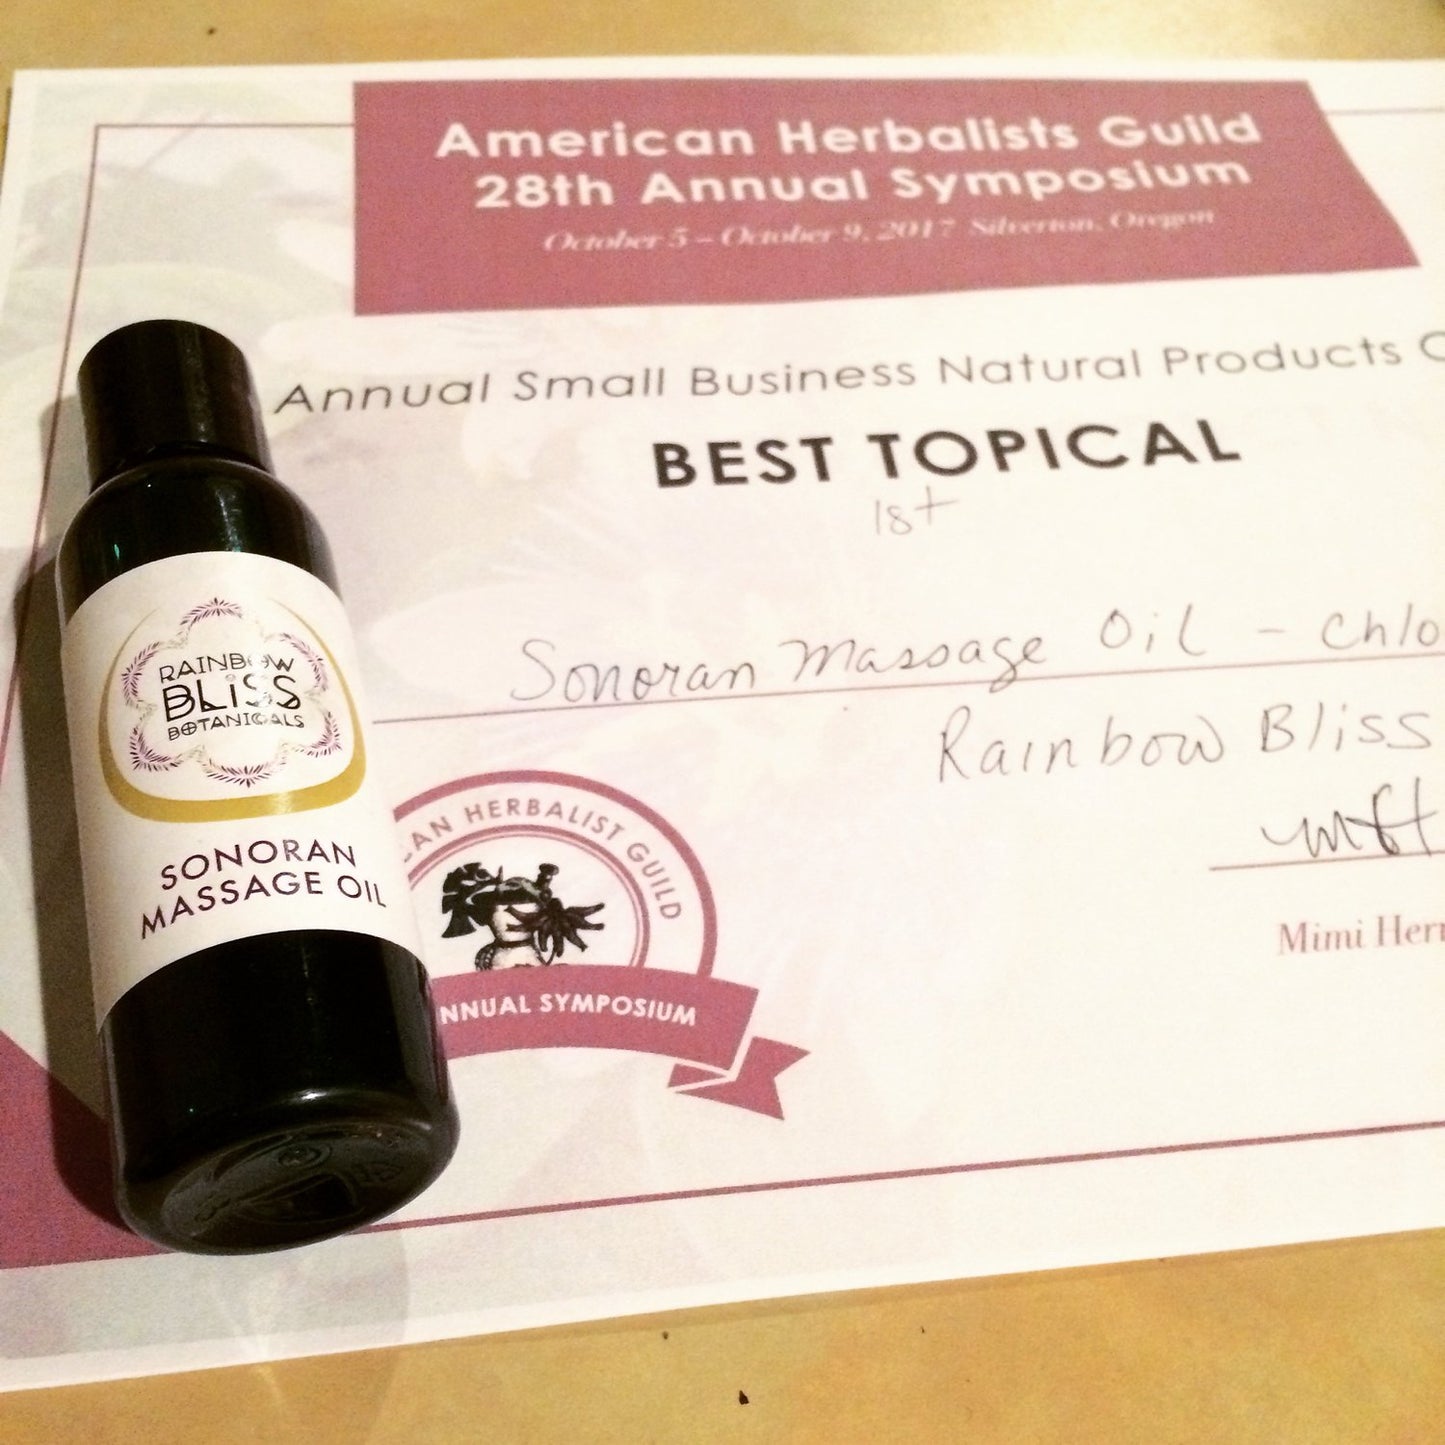 American Herbalists Guild
28th Annual Symposium
October 5 – October 9, 2017 Silverton, Oregon
Annual Small Business Natural Products
BEST TOPICAL
1st
Sonoran Massage Oil -
Rainbow Bliss
Mimi
HERBALIST GUILD
SYMPOSIUM
RAINBOW
BLiSS
BOTANICALS
SONORAN
MASSAGE OIL